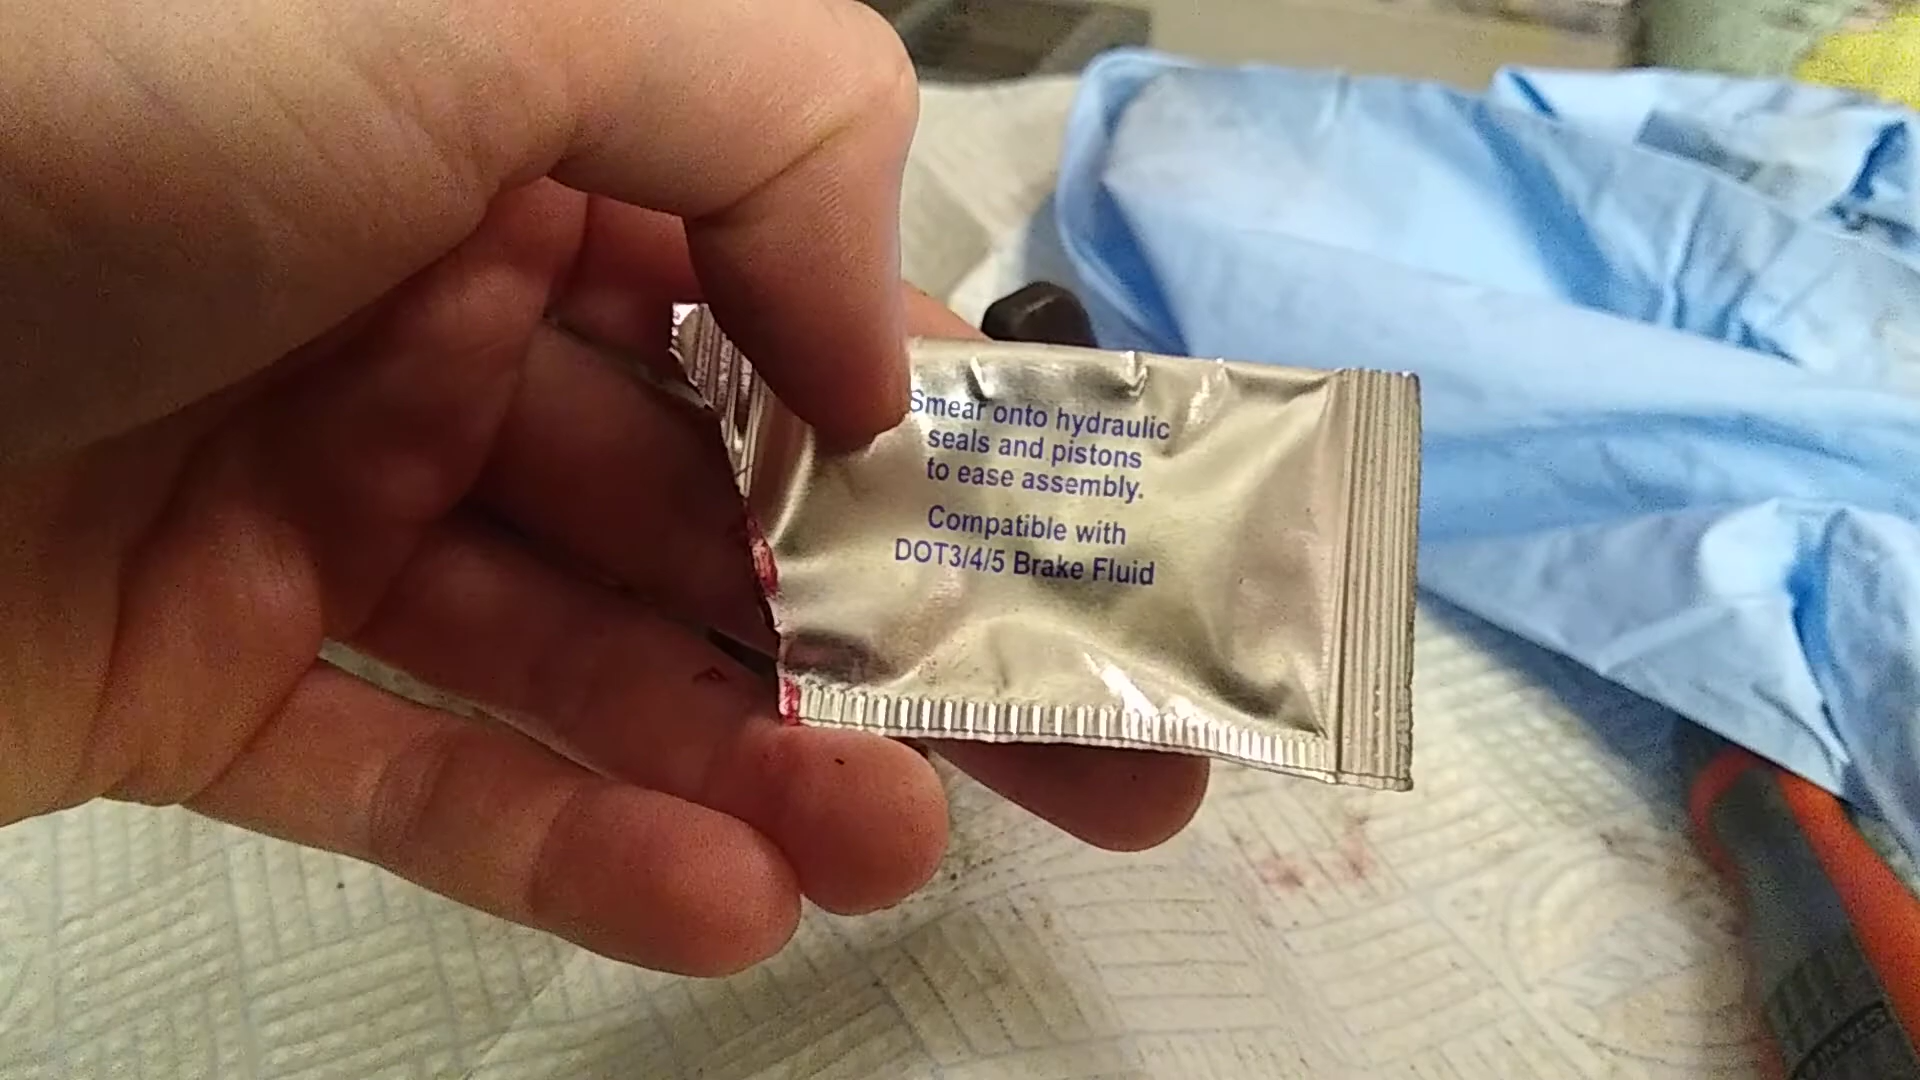 Smear onto hydraulic
seals and pistons
to ease assembly.
Compatible with
DOT3/4/5 Brake Fluid